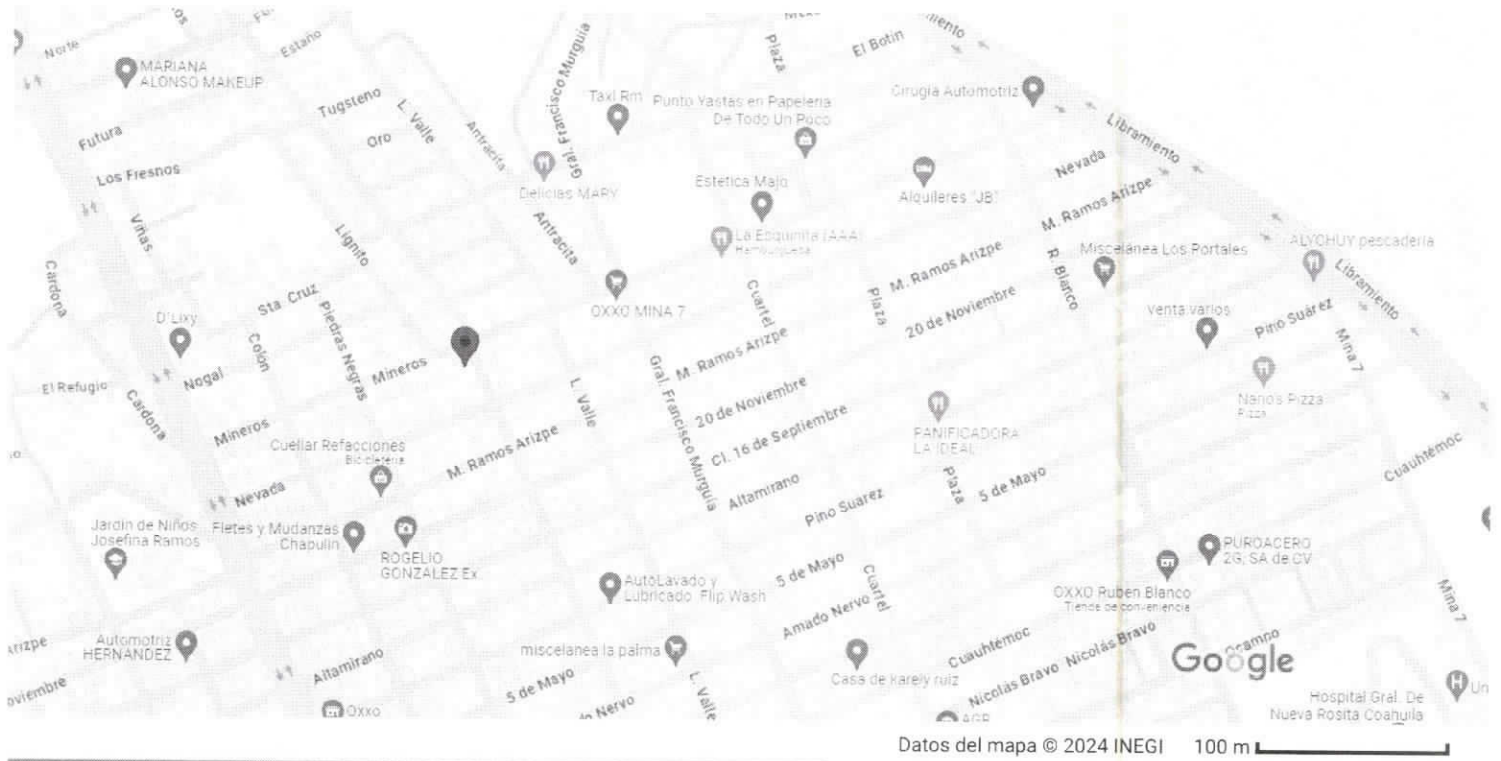 Norte
Estaño
MARIANA
ALONSO MAKEUP
Futura
Los Fresnos
Tugsteno
L. Valle
Oro
Antracita
Gral. Francisco Murguía
Taxi Rm
Delicias MARY
Punto Yastas en Papeleria
De Todo Un Poco
Plaza
El Botin
Cirugia Automotriz
Libramiento
Nevada
M. Ramos Arizpe
Estetica Majo
Alquileres "JB"
La Esquinita (AAA)
Hamburguesa
Miscelánea Los Portales
ALYCHUY pescaderia
Libramiento
Viñas
Lignito
Antracita
Cardona
Sta. Cruz
OXXO MINA 7
Cuartel
Plaza
M. Ramos Arizpe
R. Blanco
20 de Noviembre
venta varios
Pino Suárez
Mina 7
D'Lixy
Colón
Piedras Negras
Mineros
El Refugio
Nogal
Cardona
Mineros
L. Valle
Gral. Francisco Murguía
M. Ramos Arizpe
20 de Noviembre
Cl. 16 de Septiembre
PANIFICADORA
LA IDEAL
Nano's Pizza
Pizza
Cuauhtémoc
Cuellar Refacciones
Bicicleteria
M. Ramos Arizpe
Altamirano
Pino Suarez
Plaza
5 de Mayo
Nevada
Jardin de Niños
Josefina Ramos
Fletes y Mudanzas
Chapulin
ROGELIO
GONZALEZ Ex
AutoLavado y
Lubricado Flip Wash
5 de Mayo
Cuartel
Amado Nervo
PUROACERO
2G, SA de CV
OXXO Ruben Blanco
Tienda de conveniencia
Mina 7
Arizpe
Automotriz
HERNANDEZ
Altamirano
miscelanea la palma
Casa de karely ruiz
Cuauhtémoc
Nicolás Bravo
Nicolás Bravo
Ocampo
Google
oviembre
Oxxo
5 de Mayo
do Nervo
L. Valle
AGR
Hospital Gral. De
Nueva Rosita Coahuila
Un
Datos del mapa © 2024 INEGI
100 m